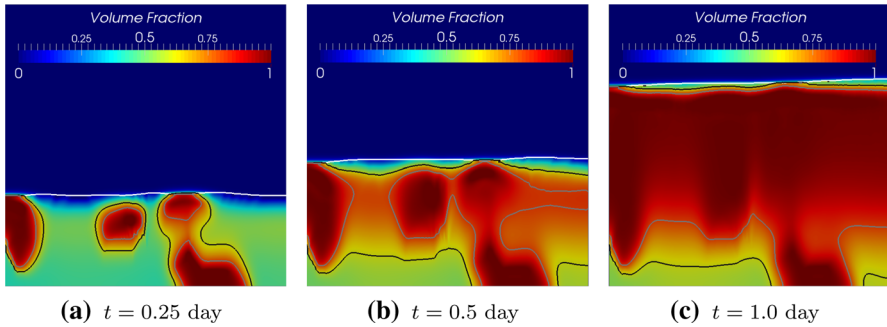 Volume Fraction
0.25 0.5 0.75
0 1
Volume Fraction
0.25 0.5 0.75
0 1
Volume Fraction
0.25 0.5 0.75
0 1
(a) t = 0.25 day
(b) t = 0.5 day
(c) t = 1.0 day